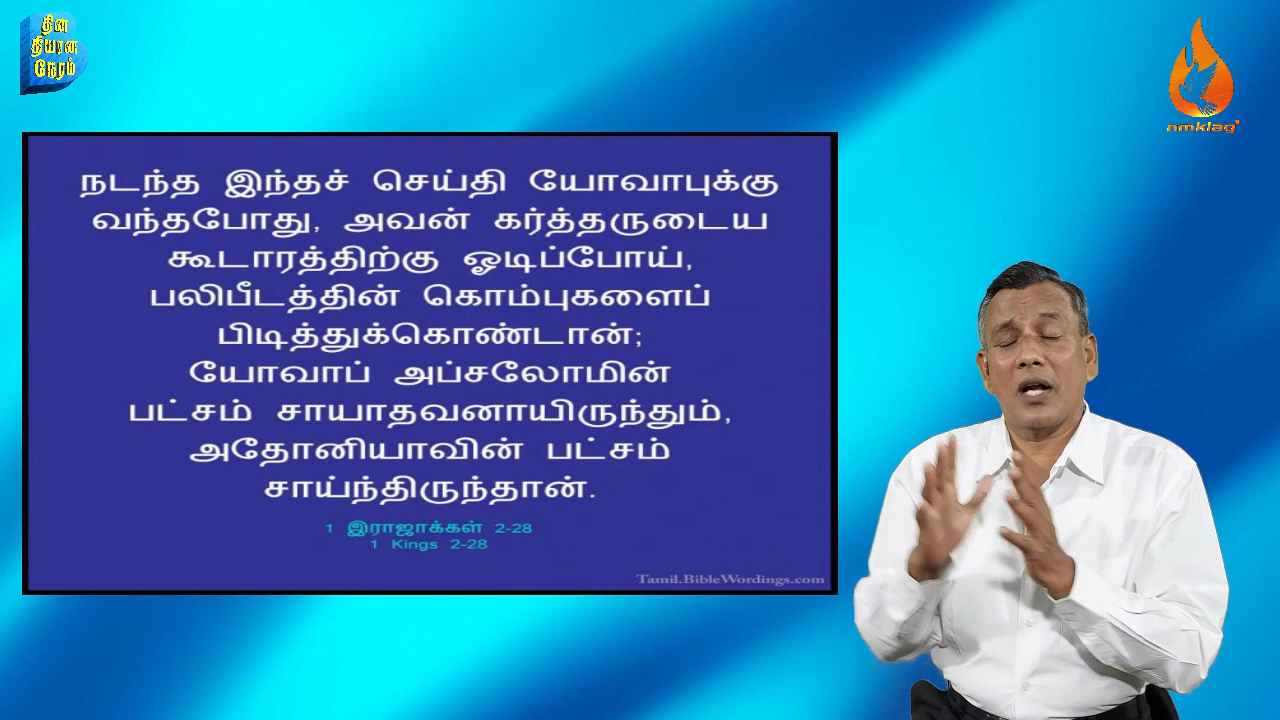 தின
தியான
நேரம்
nmklag
நடந்த இந்தச் செய்தி யோவாபுக்கு
வந்தபோது, அவன் கர்த்தருடைய
கூடாரத்திற்கு ஓடிப்போய்,
பலிபீடத்தின் கொம்புகளைப்
பிடித்துக்கொண்டான்;
யோவாப் அப்சலோமின்
பட்சம் சாயாதவனாயிருந்தும்,
அதோனியாவின் பட்சம்
சாய்ந்திருந்தான்.
1 இராஜாக்கள் 2-28
1 Kings 2-28
Tamil.BibleWordings.com